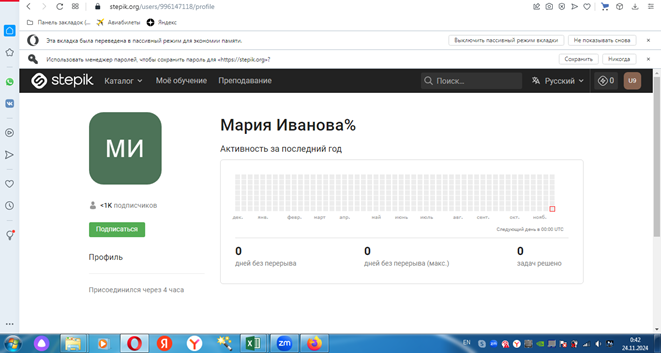 stepik.org/users/996147118/profile
Панель закладок (... Авиабилеты Яндекс
Эта вкладка была переведена в пассивный режим для экономии памяти. Выключить пассивный режим вкладки Не показывать снова
Использовать менеджер паролей, чтобы сохранить пароль для «https://stepik.org»? Сохранить Никогда
stepik Каталог Моё обучение Преподавание Поиск... Русский 0 U9
МИ
Мария Иванова%
Активность за последний год
дек. янв. февр. март апр. май июнь июль авг. сент. окт. нояб.
Следующий день в 00:00 UTC
<1K подписчиков
Подписаться
0 0 0
дней без перерыва дней без перерыва (макс.) задач решено
Профиль
Присоединился через 4 часа
EN 0:42
24.11.2024